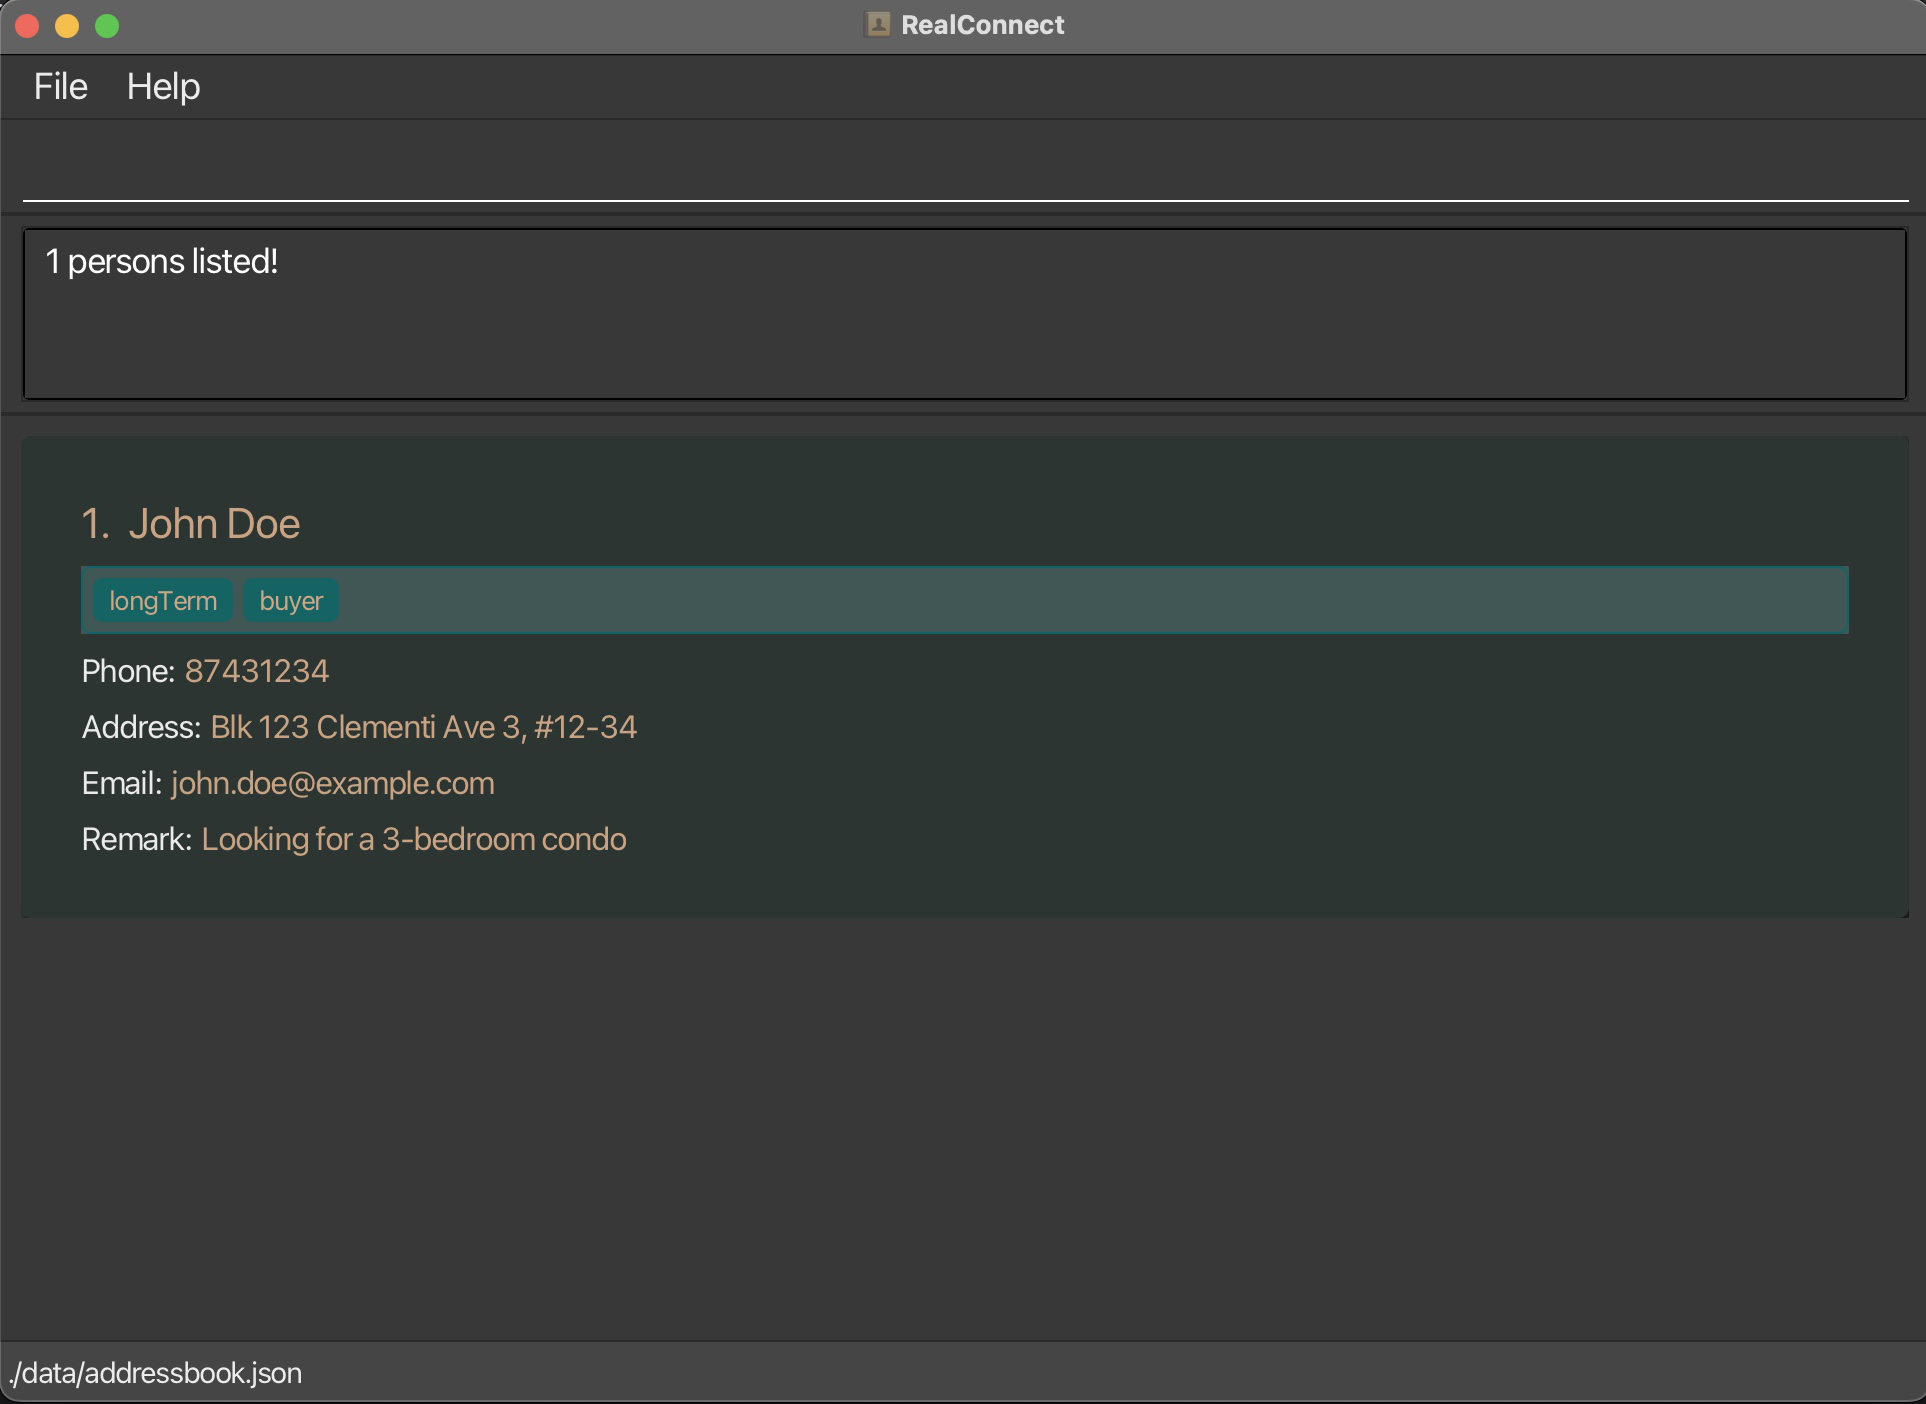 RealConnect
File Help
1 persons listed!
1. John Doe
longTerm buyer
Phone: 87431234
Address: Blk 123 Clementi Ave 3, #12-34
Email: john.doe@example.com
Remark: Looking for a 3-bedroom condo
./data/addressbook.json